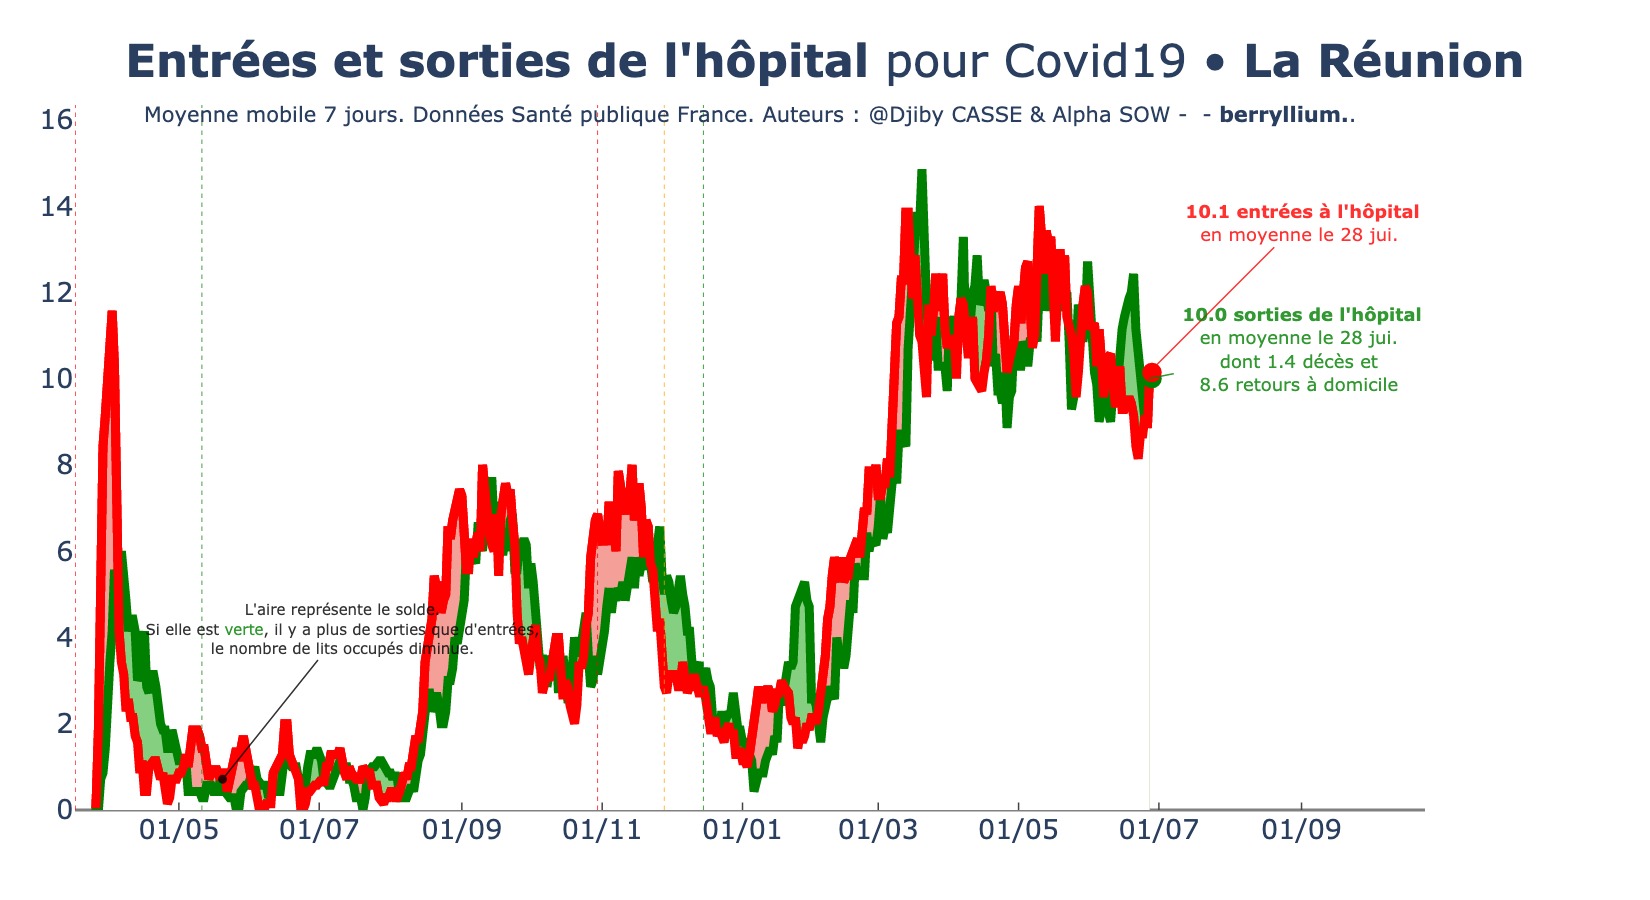 Entrées et sorties de l'hôpital pour Covid19 • La Réunion
Moyenne mobile 7 jours. Données Santé publique France. Auteurs : @Djiby CASSE & Alpha SOW -  - berryllium..
16
14
12
10
8
6
4
2
0
10.1 entrées à l'hôpital
en moyenne le 28 jui.
10.0 sorties de l'hôpital
en moyenne le 28 jui.
dont 1.4 décès et
8.6 retours à domicile
L'aire représente le solde.
Si elle est verte, il y a plus de sorties que d'entrées,
le nombre de lits occupés diminue.
01/05 01/07 01/09 01/11 01/01 01/03 01/05 01/07 01/09